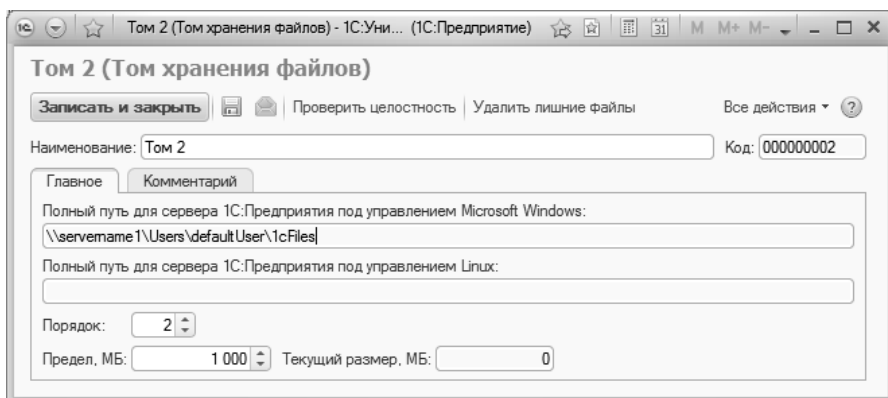 1С Том 2 (Том хранения файлов) - 1С:Уни... (1С:Предприятие) 31 M M+ M-
Том 2 (Том хранения файлов)
Записать и закрыть Проверить целостность Удалить лишние файлы Все действия ?
Наименование: Том 2 Код: 000000002
Главное Комментарий
Полный путь для сервера 1С:Предприятия под управлением Microsoft Windows:
\\servername1\Users\defaultUser\1cFiles
Полный путь для сервера 1С:Предприятия под управлением Linux:
Порядок: 2
Предел, МБ: 1 000 Текущий размер, МБ: 0